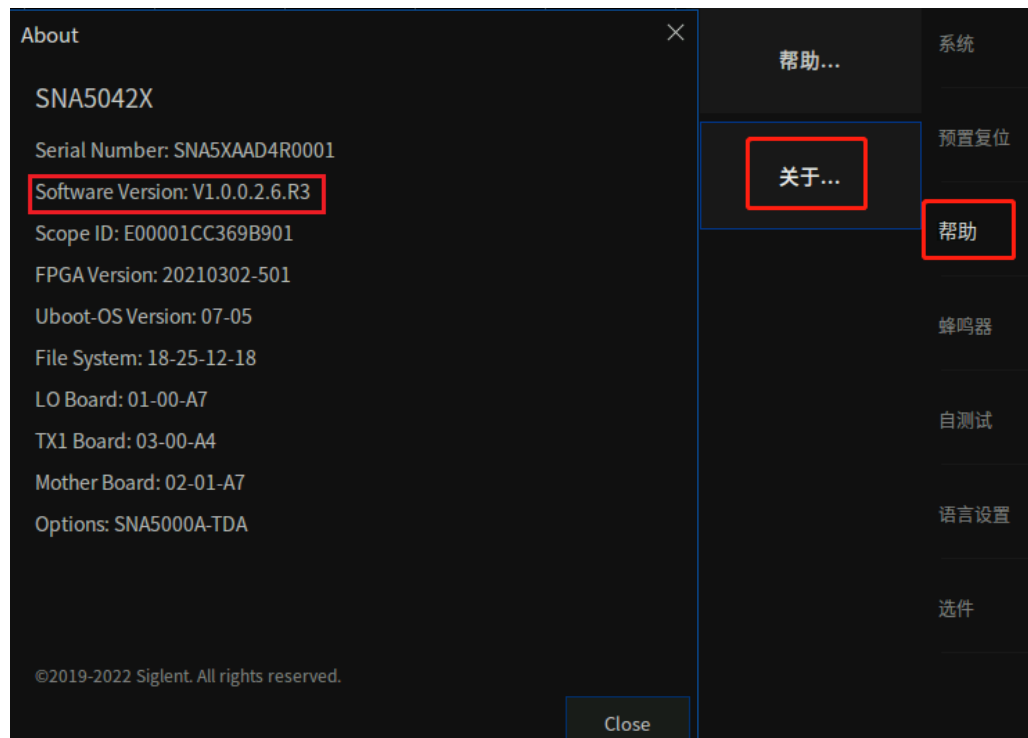 About
SNA5042X
Serial Number: SNA5XAAD4R0001
Software Version: V1.0.0.2.6.R3
Scope ID: E00001CC369B901
FPGA Version: 20210302-501
Uboot-OS Version: 07-05
File System: 18-25-12-18
LO Board: 01-00-A7
TX1 Board: 03-00-A4
Mother Board: 02-01-A7
Options: SNA5000A-TDA
©2019-2022 Siglent. All rights reserved.
Close
帮助...
关于...
系统
预置复位
帮助
蜂鸣器
自测试
语言设置
选件